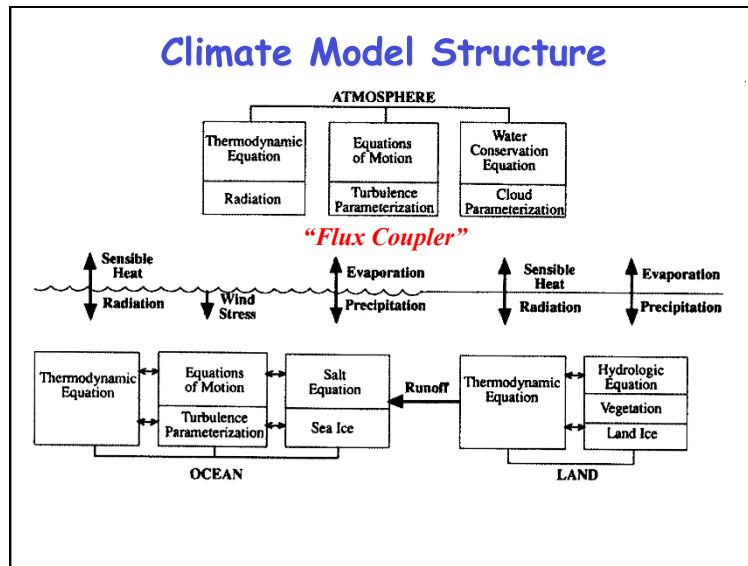 Climate Model Structure
ATMOSPHERE
Thermodynamic
Equation
Radiation
Equations
of Motion
Turbulence
Parameterization
Water
Conservation
Equation
Cloud
Parameterization
“Flux Coupler”
Sensible
Heat
Radiation
Wind
Stress
Evaporation
Precipitation
Sensible
Heat
Radiation
Evaporation
Precipitation
Thermodynamic
Equation
Equations
of Motion
Turbulence
Parameterization
Salt
Equation
Sea Ice
OCEAN
Runoff
Thermodynamic
Equation
Hydrologic
Equation
Vegetation
Land Ice
LAND